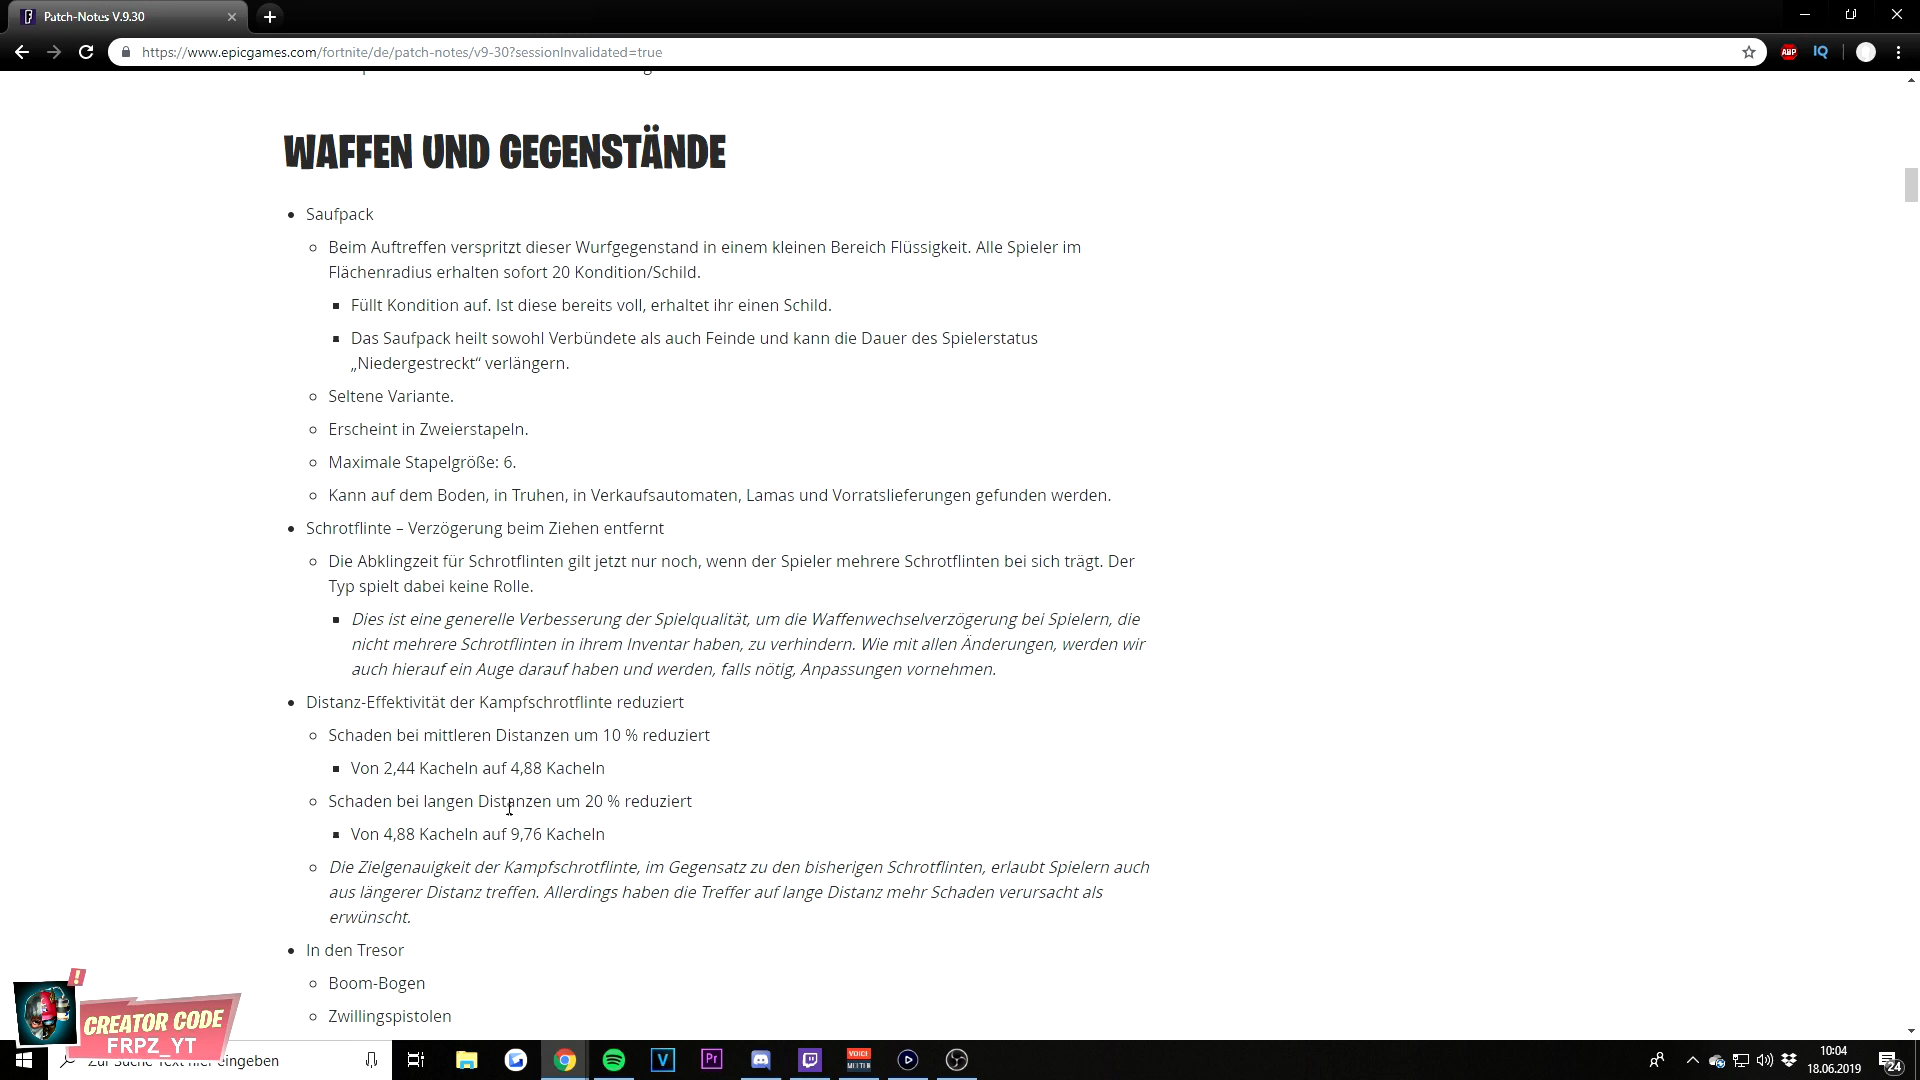 Patch-Notes V.9.30
https://www.epicgames.com/fortnite/de/patch-notes/v9-30?sessionInvalidated=true
ABP
IQ
WAFFEN UND GEGENSTÄNDE
Saufpack
Beim Auftreffen verspritzt dieser Wurfgegenstand in einem kleinen Bereich Flüssigkeit. Alle Spieler im
Flächenradius erhalten sofort 20 Kondition/Schild.
Füllt Kondition auf. Ist diese bereits voll, erhaltet ihr einen Schild.
Das Saufpack heilt sowohl Verbündete als auch Feinde und kann die Dauer des Spielerstatus
„Niedergestreckt“ verlängern.
Seltene Variante.
Erscheint in Zweierstapeln.
Maximale Stapelgröße: 6.
Kann auf dem Boden, in Truhen, in Verkaufsautomaten, Lamas und Vorratslieferungen gefunden werden.
Schrotflinte – Verzögerung beim Ziehen entfernt
Die Abklingzeit für Schrotflinten gilt jetzt nur noch, wenn der Spieler mehrere Schrotflinten bei sich trägt. Der
Typ spielt dabei keine Rolle.
Dies ist eine generelle Verbesserung der Spielqualität, um die Waffenwechselverzögerung bei Spielern, die
nicht mehrere Schrotflinten in ihrem Inventar haben, zu verhindern. Wie mit allen Änderungen, werden wir
auch hierauf ein Auge darauf haben und werden, falls nötig, Anpassungen vornehmen.
Distanz-Effektivität der Kampfschrotflinte reduziert
Schaden bei mittleren Distanzen um 10 % reduziert
Von 2,44 Kacheln auf 4,88 Kacheln
Schaden bei langen Distanzen um 20 % reduziert
Von 4,88 Kacheln auf 9,76 Kacheln
Die Zielgenauigkeit der Kampfschrotflinte, im Gegensatz zu den bisherigen Schrotflinten, erlaubt Spielern auch
aus längerer Distanz treffen. Allerdings haben die Treffer auf lange Distanz mehr Schaden verursacht als
erwünscht.
In den Tresor
Boom-Bogen
Zwillingspistolen
CREATOR CODE
FRPZ_YT
Zur Suche Text hier eingeben
V
Pr
VOICE
MEETER
10:04
18.06.2019
24